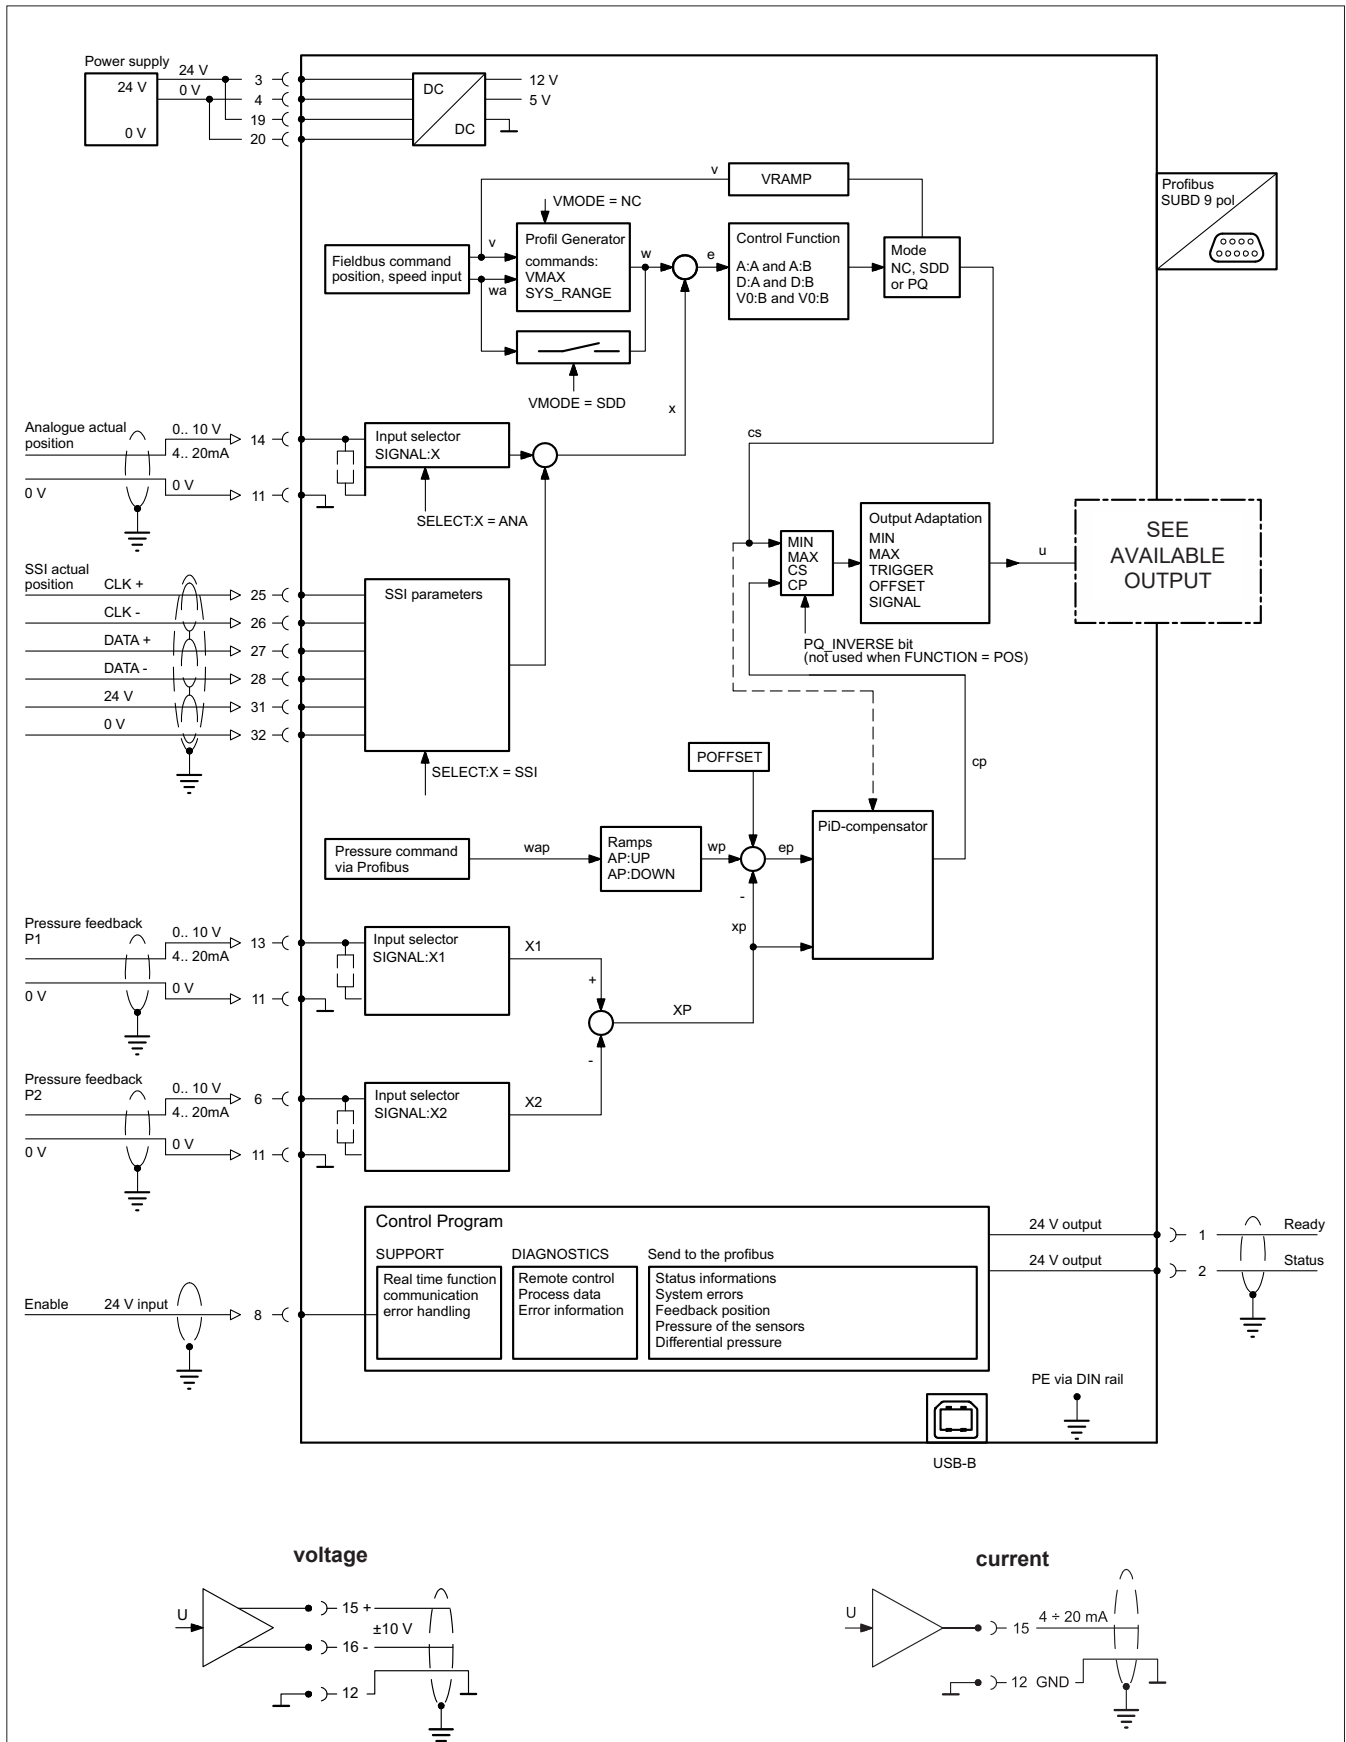 Power supply
24 V
0 V
24 V
0 V
3
4
19
20
DC
DC
12 V
5 V
Profibus
SUBD 9 pol
v
VRAMP
VMODE = NC
Fieldbus command
position, speed input
v
wa
Profil Generator
commands:
VMAX
SYS_RANGE
w
e
Control Function
A:A and A:B
D:A and D:B
V0:B and V0:B
Mode
NC, SDD
or PQ
VMODE = SDD
x
cs
Analogue actual
position
0.. 10 V
4.. 20mA
14
0 V
0 V
11
Input selector
SIGNAL:X
SELECT:X = ANA
SSI actual
position
CLK +
25
CLK -
26
DATA +
27
DATA -
28
24 V
31
0 V
32
SSI parameters
SELECT:X = SSI
MIN
MAX
CS
CP
Output Adaptation
MIN
MAX
TRIGGER
OFFSET
SIGNAL
u
SEE
AVAILABLE
OUTPUT
PQ_INVERSE bit
(not used when FUNCTION = POS)
cp
POFFSET
Pressure command
via Profibus
wap
Ramps
AP:UP
AP:DOWN
wp
ep
-
xp
PiD-compensator
Pressure feedback
P1
0.. 10 V
4.. 20mA
13
0 V
0 V
11
Input selector
SIGNAL:X1
X1
+
XP
-
Pressure feedback
P2
0.. 10 V
4.. 20mA
6
0 V
0 V
11
Input selector
SIGNAL:X2
X2
Control Program
SUPPORT
Real time function
communication
error handling
DIAGNOSTICS
Remote control
Process data
Error information
Send to the profibus
Status informations
System errors
Feedback position
Pressure of the sensors
Differential pressure
Enable
24 V input
8
24 V output
1
Ready
24 V output
2
Status
PE via DIN rail
USB-B
voltage
U
15 +
±10 V
16 -
12
current
U
15
4 ÷ 20 mA
12 GND